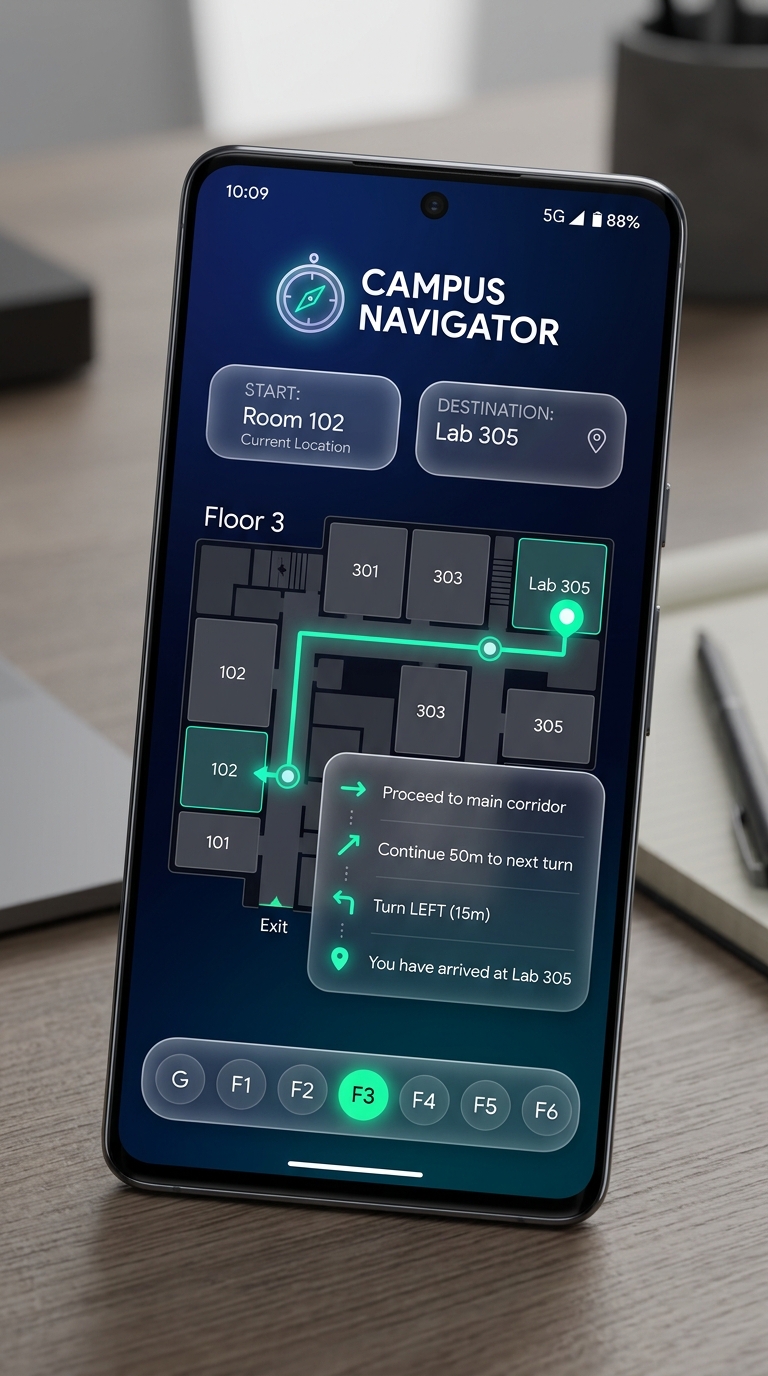 10:09
5G 88%
CAMPUS
NAVIGATOR
START:
Room 102
Current Location
DESTINATION:
Lab 305
Floor 3
301
303
Lab 305
102
303
305
102
101
Exit
Proceed to main corridor
Continue 50m to next turn
Turn LEFT (15m)
You have arrived at Lab 305
G F1 F2 F3 F4 F5 F6